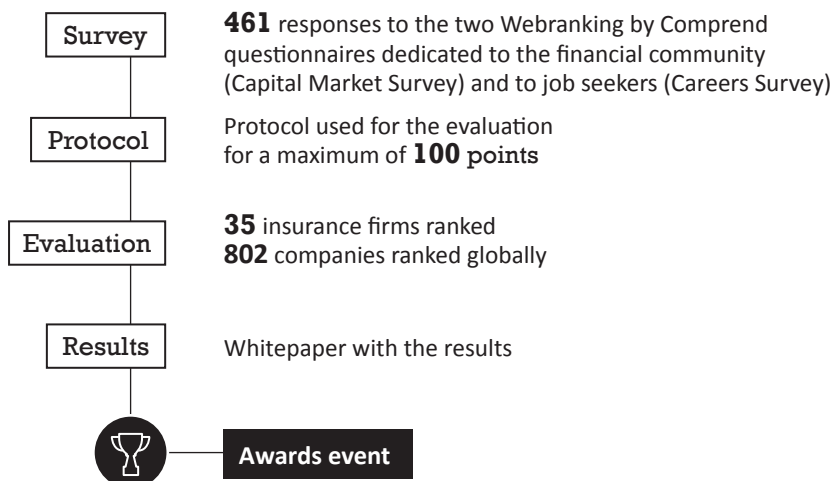 Survey
461 responses to the two Webranking by Comprend
questionnaires dedicated to the financial community
(Capital Market Survey) and to job seekers (Careers Survey)
Protocol
Protocol used for the evaluation
for a maximum of 100 points
Evaluation
35 insurance firms ranked
802 companies ranked globally
Results
Whitepaper with the results
Awards event